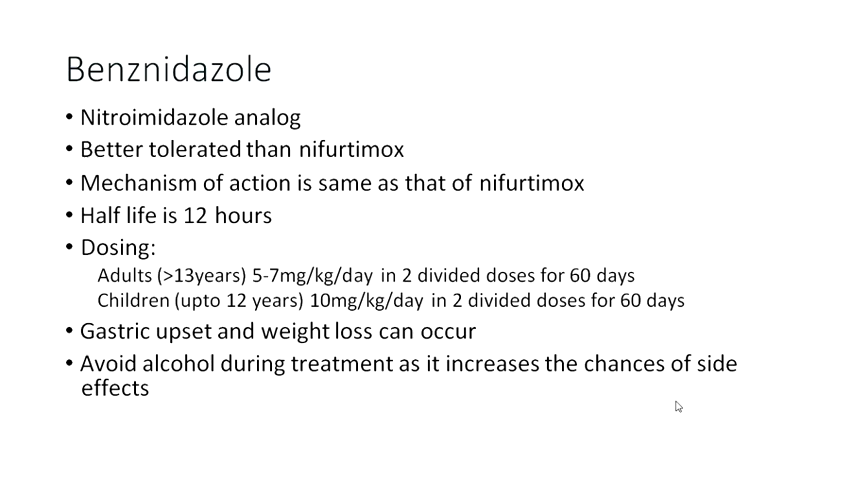 Benznidazole
• Nitroimidazole analog
• Better tolerated than nifurtimox
• Mechanism of action is same as that of nifurtimox
• Half life is 12 hours
• Dosing:
Adults (>13years) 5-7mg/kg/day in 2 divided doses for 60 days
Children (upto 12 years) 10mg/kg/day in 2 divided doses for 60 days
• Gastric upset and weight loss can occur
• Avoid alcohol during treatment as it increases the chances of side
effects